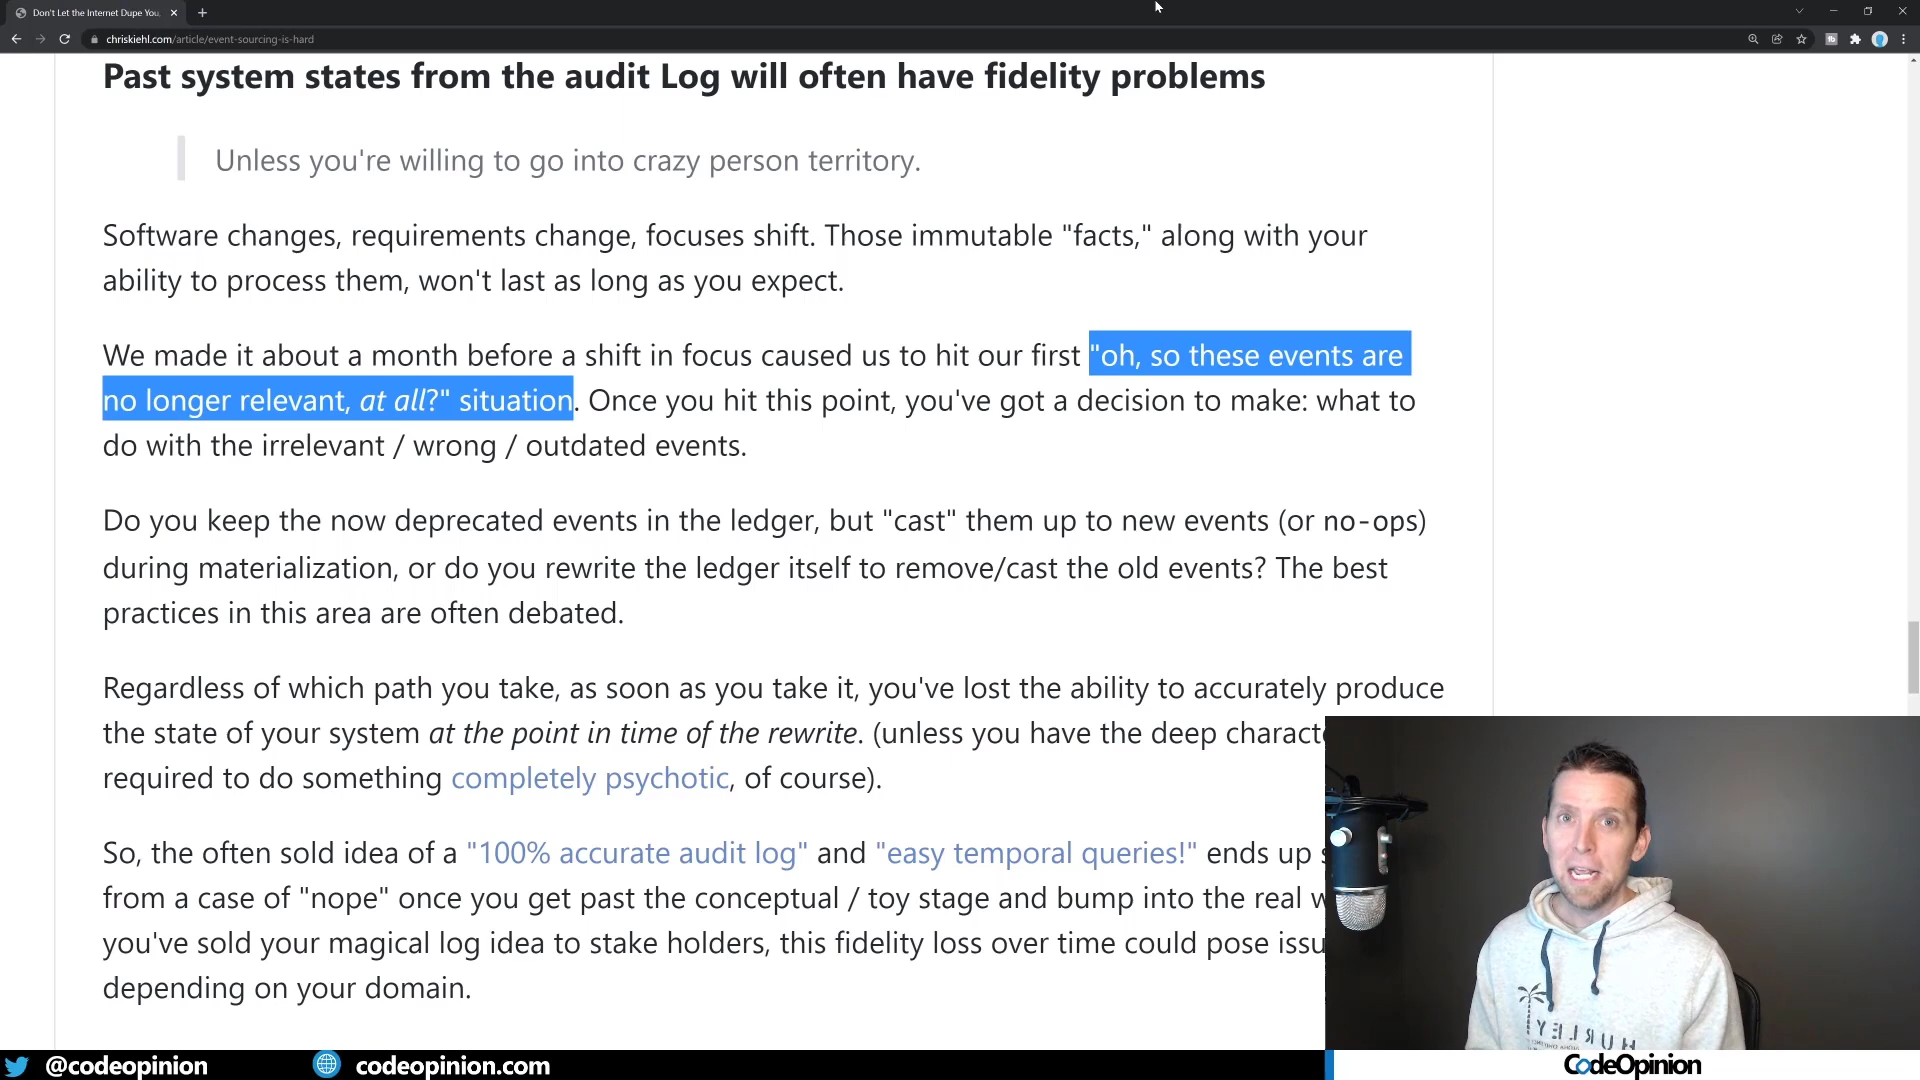 Don't Let the Internet Dupe You,
chriskiehl.com/article/event-sourcing-is-hard
Past system states from the audit Log will often have fidelity problems
Unless you're willing to go into crazy person territory.
Software changes, requirements change, focuses shift. Those immutable "facts," along with your
ability to process them, won't last as long as you expect.
We made it about a month before a shift in focus caused us to hit our first "oh, so these events are
no longer relevant, at all?" situation. Once you hit this point, you've got a decision to make: what to
do with the irrelevant / wrong / outdated events.
Do you keep the now deprecated events in the ledger, but "cast" them up to new events (or no-ops)
during materialization, or do you rewrite the ledger itself to remove/cast the old events? The best
practices in this area are often debated.
Regardless of which path you take, as soon as you take it, you've lost the ability to accurately produce
the state of your system at the point in time of the rewrite. (unless you have the deep charact
required to do something completely psychotic, of course).
So, the often sold idea of a "100% accurate audit log" and "easy temporal queries!" ends up s
from a case of "nope" once you get past the conceptual / toy stage and bump into the real w
you've sold your magical log idea to stake holders, this fidelity loss over time could pose issu
depending on your domain.
HURLEY
@codeopinion
codeopinion.com
CodeOpinion